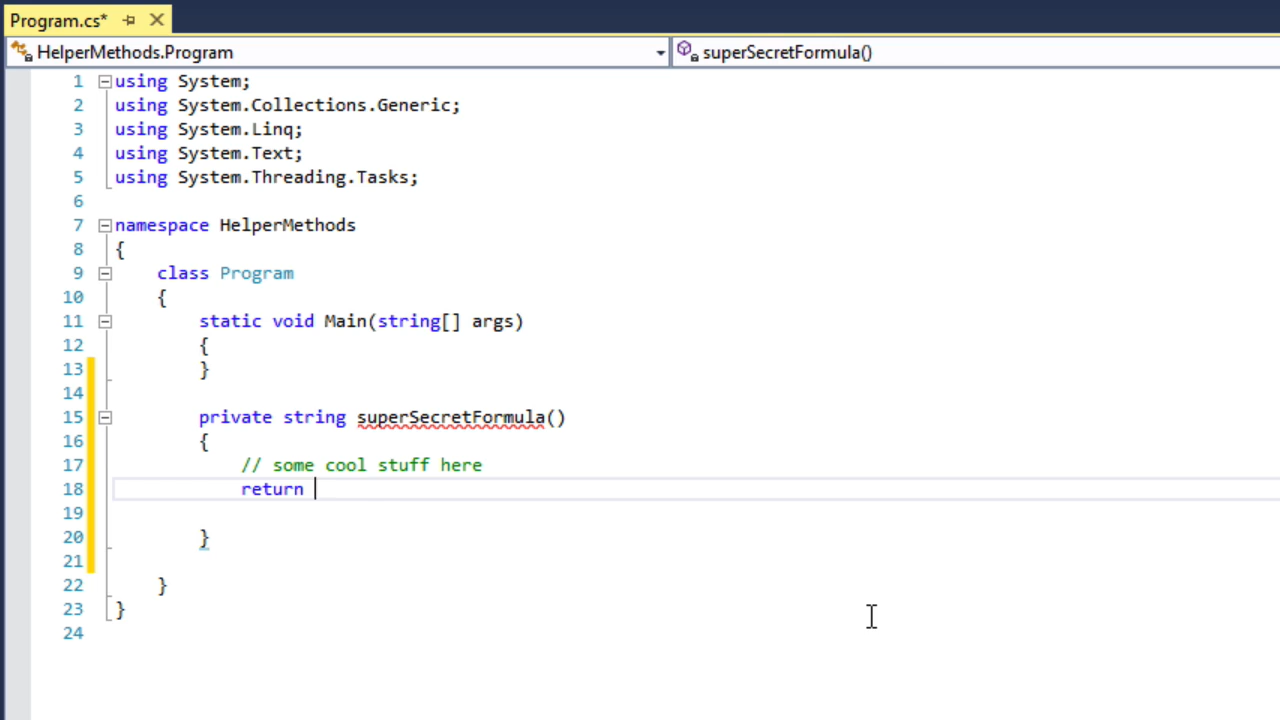 Program.cs*
HelperMethods.Program
superSecretFormula()
1 using System;
2 using System.Collections.Generic;
3 using System.Linq;
4 using System.Text;
5 using System.Threading.Tasks;
6
7 namespace HelperMethods
8 {
9 class Program
10 {
11 static void Main(string[] args)
12 {
13 }
14
15 private string superSecretFormula()
16 {
17 // some cool stuff here
18 return
19
20 }
21
22 }
23 }
24